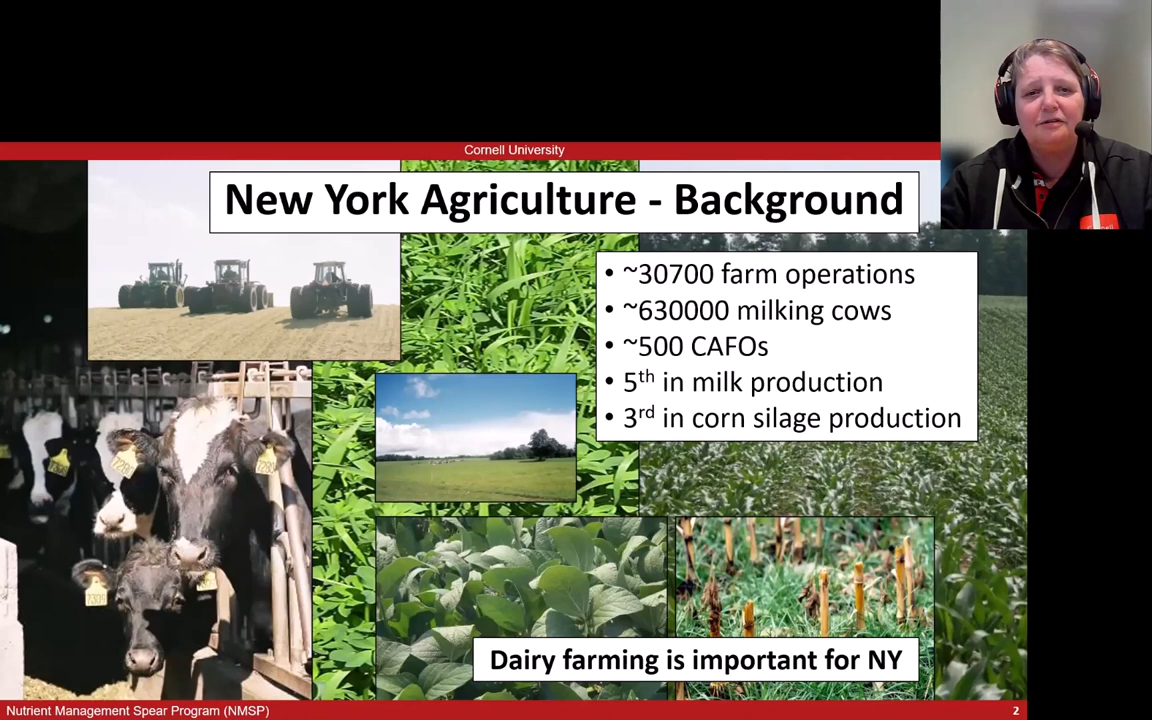 Cornell University
New York Agriculture - Background
• ~30700 farm operations
• ~630000 milking cows
• ~500 CAFOs
• 5th in milk production
• 3rd in corn silage production
Dairy farming is important for NY
Nutrient Management Spear Program (NMSP)
2